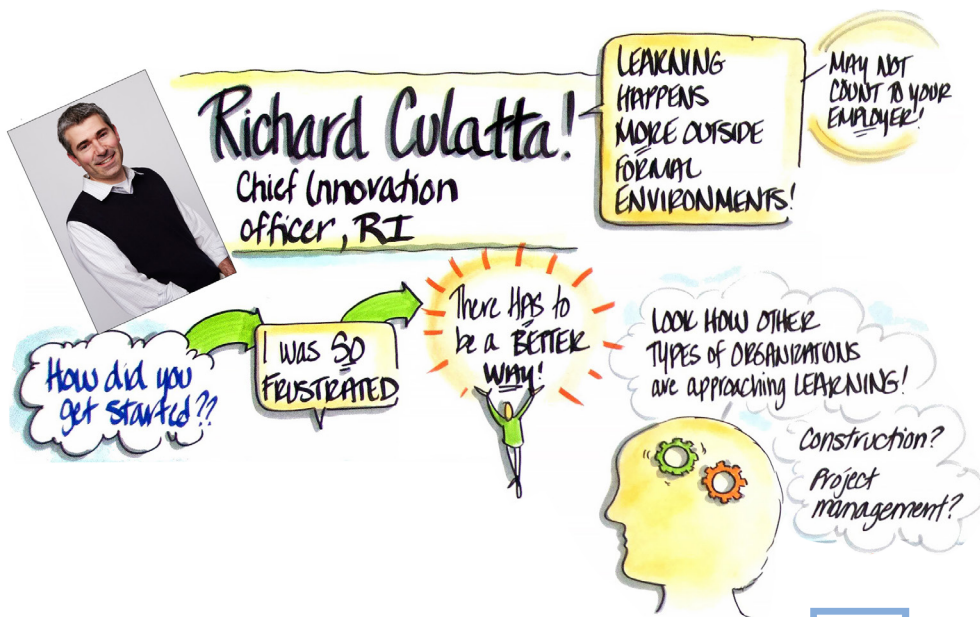 Richard Culatta!
Chief Innovation
officer, RI
LEARNING
HAPPENS
MORE OUTSIDE
FORMAL
ENVIRONMENTS!
MAY NOT
COUNT TO YOUR
EMPLOYER!
How did you
get started??
I was SO
FRUSTRATED
There HAS to
be a BETTER
WAY!
LOOK HOW OTHER
TYPES of ORGANIZATIONS
are approaching LEARNING!
Construction?
Project
management?